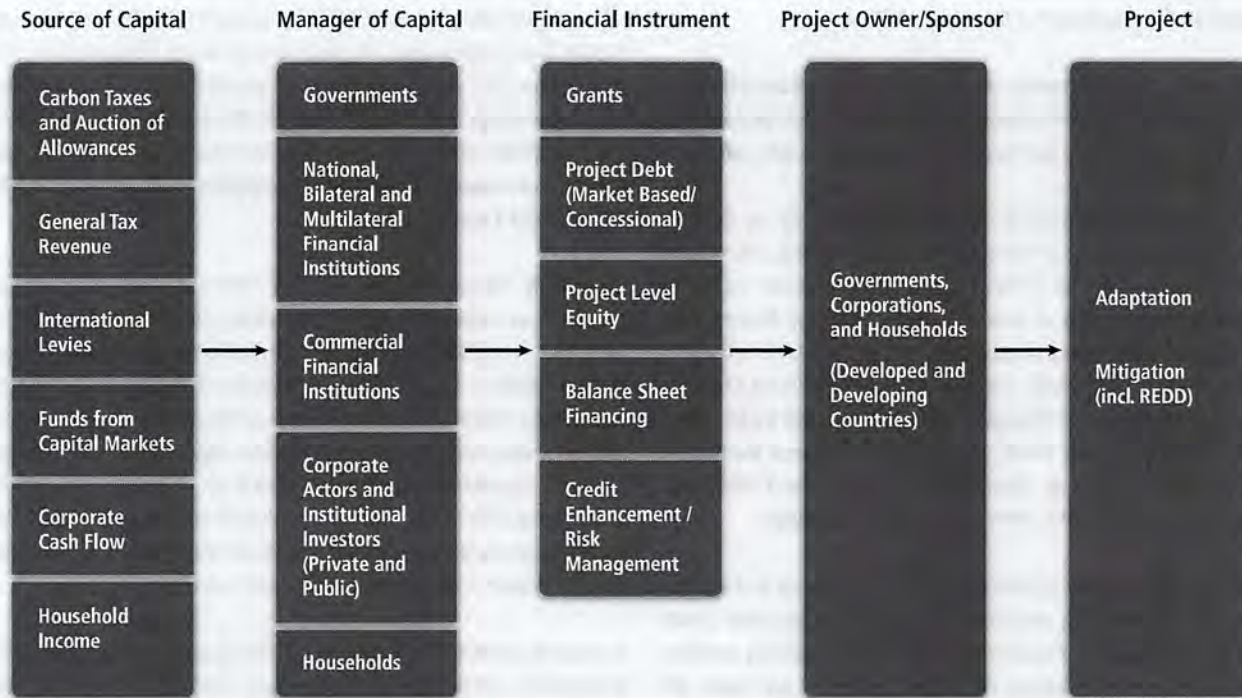 Source of Capital
Manager of Capital
Financial Instrument
Project Owner/Sponsor
Project
Carbon Taxes
and Auction of
Allowances
General Tax
Revenue
International
Levies
Funds from
Capital Markets
Corporate
Cash Flow
Household
Income
Governments
National,
Bilateral and
Multilateral
Financial
Institutions
Commercial
Financial
Institutions
Corporate
Actors and
Institutional
Investors
(Private and
Public)
Households
Grants
Project Debt
(Market Based/
Concessional)
Project Level
Equity
Balance Sheet
Financing
Credit
Enhancement /
Risk
Management
Governments,
Corporations,
and Households
(Developed and
Developing
Countries)
Adaptation
Mitigation
(incl. REDD)